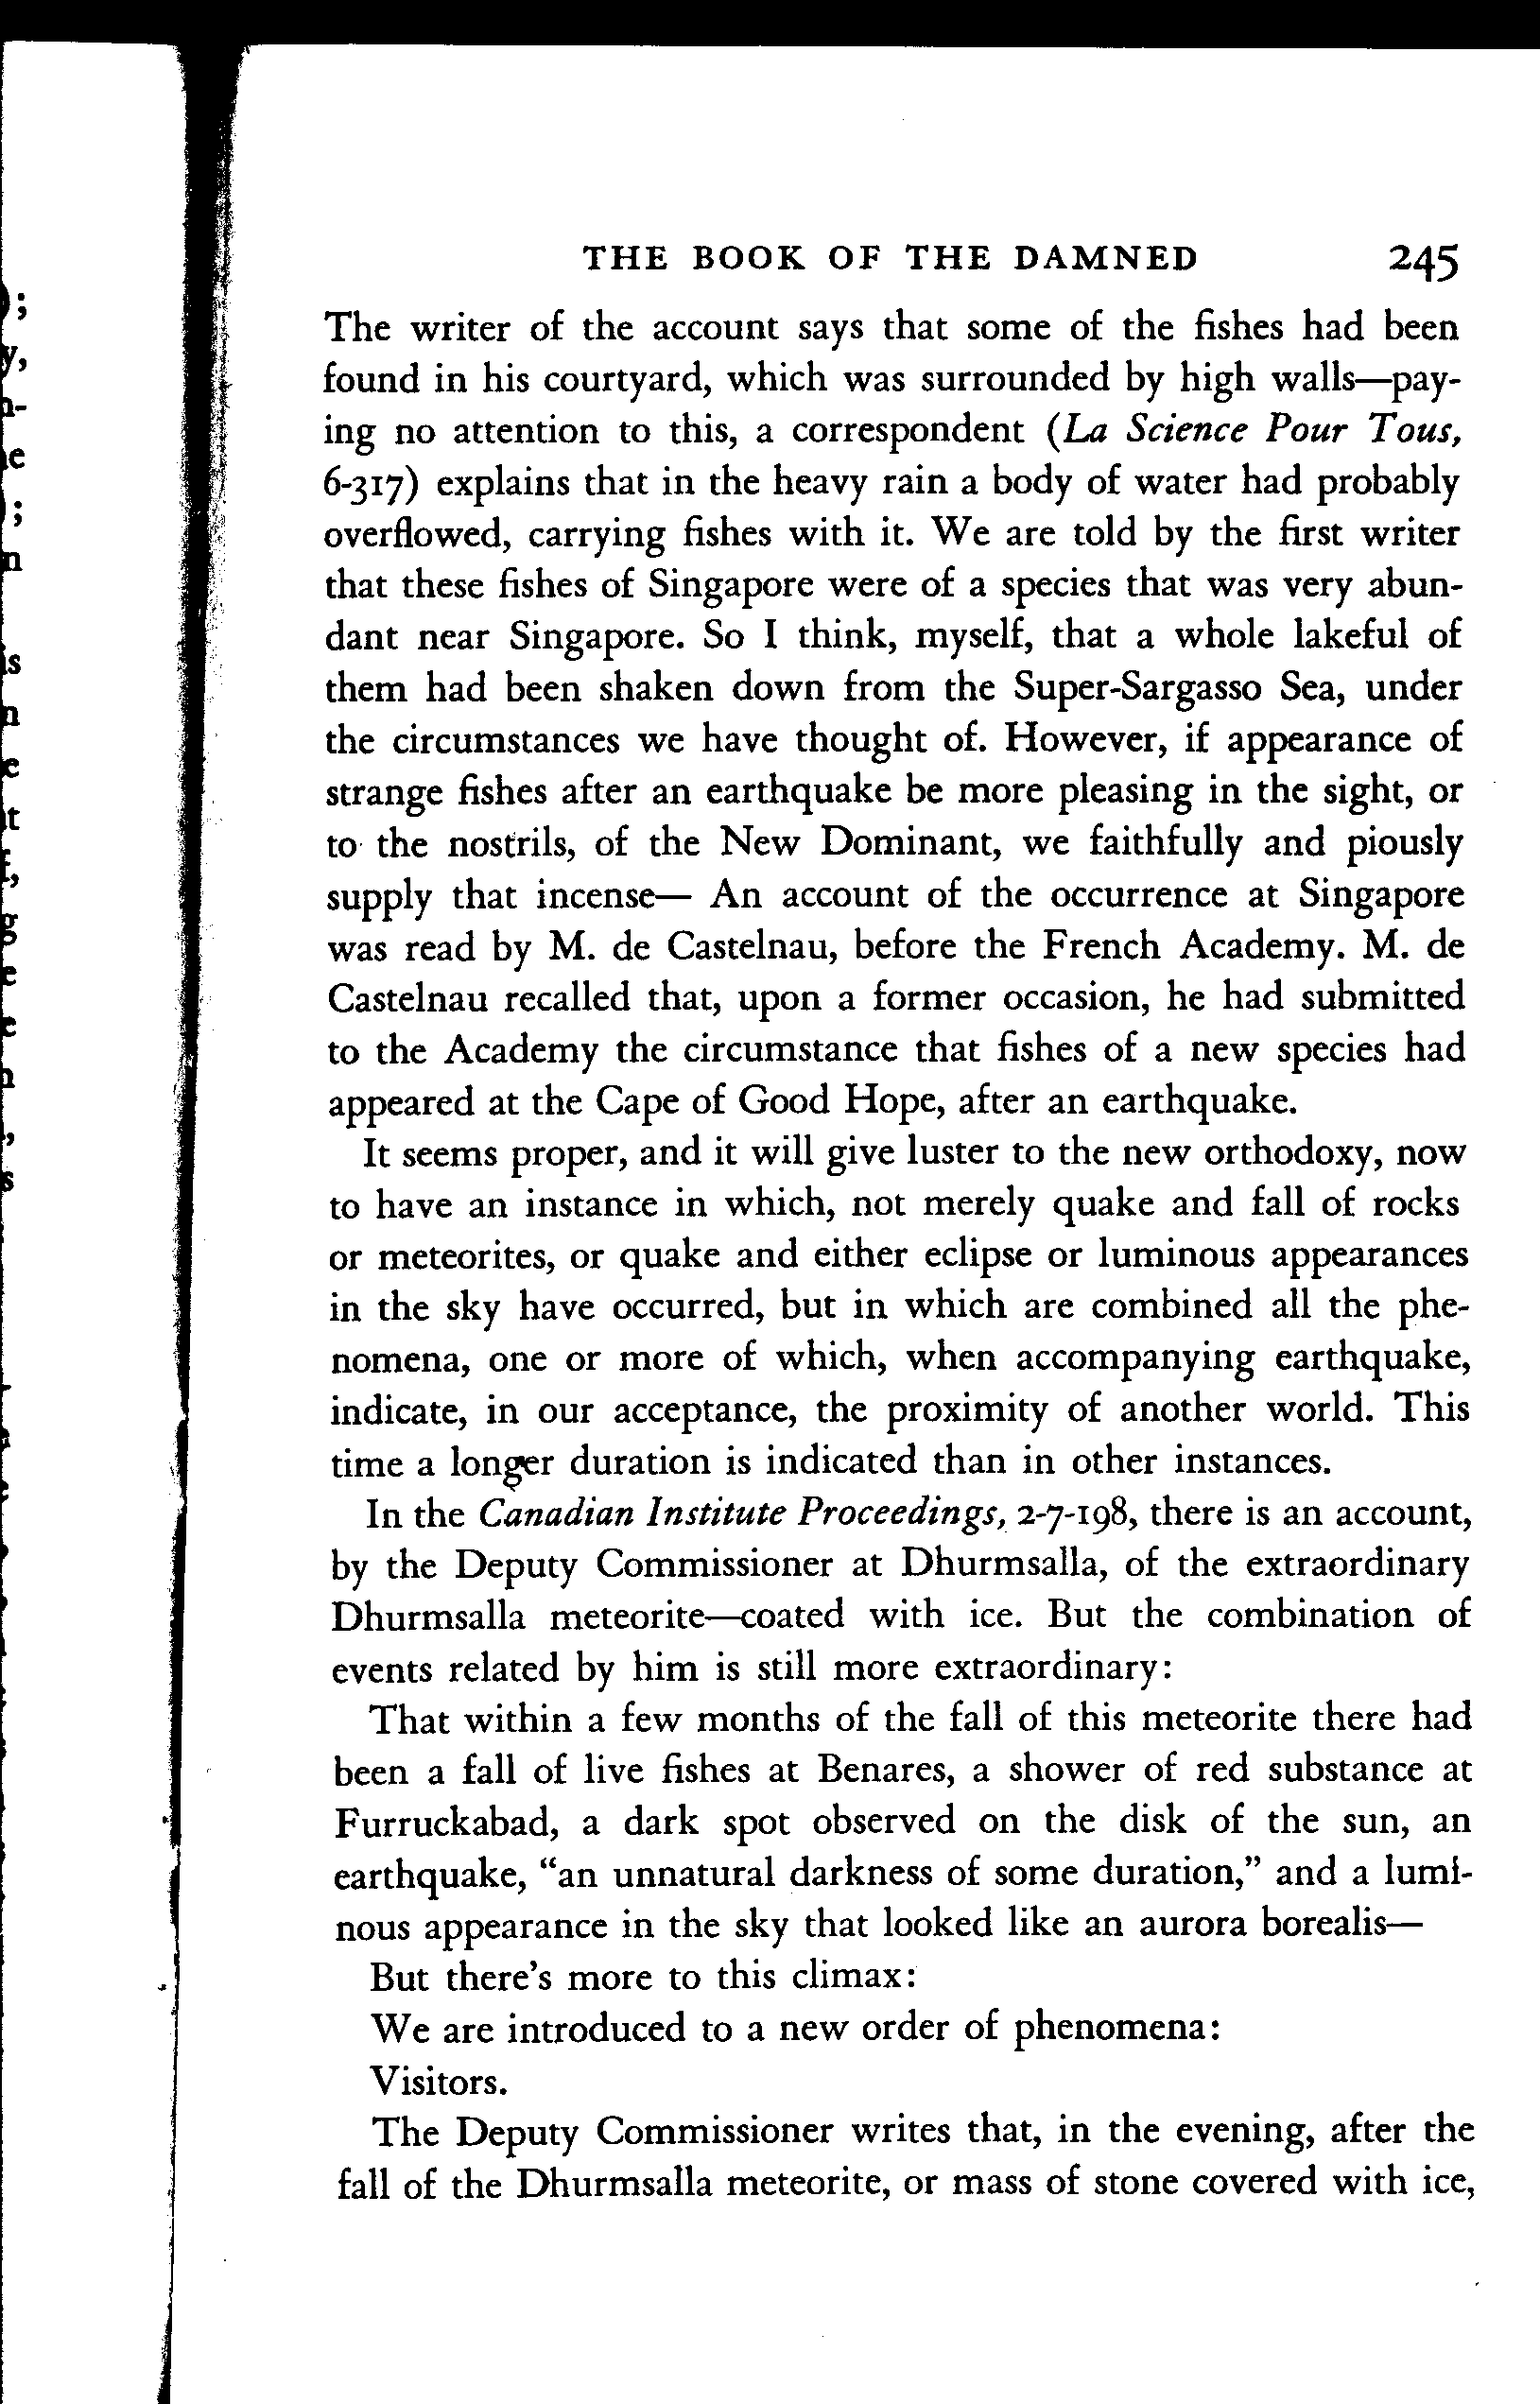 THE BOOK OF THE DAMNED 245
The writer of the account says that some of the fishes had been
found in his courtyard, which was surrounded by high walls—pay-
ing no attention to this, a correspondent (La Science Pour Tous,
6-317) explains that in the heavy rain a body of water had probably
overflowed, carrying fishes with it. We are told by the first writer
that these fishes of Singapore were of a species that was very abun-
dant near Singapore. So I think, myself, that a whole lakeful of
them had been shaken down from the Super-Sargasso Sea, under
the circumstances we have thought of. However, if appearance of
strange fishes after an earthquake be more pleasing in the sight, or
to the nostrils, of the New Dominant, we faithfully and piously
supply that incense— An account of the occurrence at Singapore
was read by M. de Castelnau, before the French Academy. M. de
Castelnau recalled that, upon a former occasion, he had submitted
to the Academy the circumstance that fishes of a new species had
appeared at the Cape of Good Hope, after an earthquake.
It seems proper, and it will give luster to the new orthodoxy, now
to have an instance in which, not merely quake and fall of rocks
or meteorites, or quake and either eclipse or luminous appearances
in the sky have occurred, but in which are combined all the phe-
nomena, one or more of which, when accompanying earthquake,
indicate, in our acceptance, the proximity of another world. This
time a longer duration is indicated than in other instances.
In the Canadian Institute Proceedings, 2-7-198, there is an account,
by the Deputy Commissioner at Dhurmsalla, of the extraordinary
Dhurmsalla meteorite—coated with ice. But the combination of
events related by him is still more extraordinary:
That within a few months of the fall of this meteorite there had
been a fall of live fishes at Benares, a shower of red substance at
Furruckabad, a dark spot observed on the disk of the sun, an
earthquake, "an unnatural darkness of some duration," and a lumi-
nous appearance in the sky that looked like an aurora borealis—
But there's more to this climax:
We are introduced to a new order of phenomena:
Visitors.
The Deputy Commissioner writes that, in the evening, after the
fall of the Dhurmsalla meteorite, or mass of stone covered with ice,